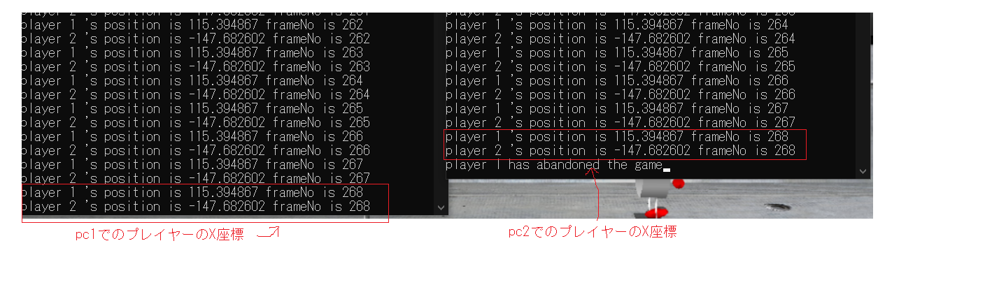 player 1 's position is 115.394867 frameNo is 262
player 2 's position is -147.682602 frameNo is 262
player 1 's position is 115.394867 frameNo is 263
player 2 's position is -147.682602 frameNo is 263
player 1 's position is 115.394867 frameNo is 264
player 2 's position is -147.682602 frameNo is 264
player 1 's position is 115.394867 frameNo is 265
player 2 's position is -147.682602 frameNo is 265
player 1 's position is 115.394867 frameNo is 266
player 2 's position is -147.682602 frameNo is 266
player 1 's position is 115.394867 frameNo is 267
player 2 's position is -147.682602 frameNo is 267
player 1 's position is 115.394867 frameNo is 268
player 2 's position is -147.682602 frameNo is 268
pc1でのプレイヤーのX座標
player 1 's position is 115.394867 frameNo is 264
player 2 's position is -147.682602 frameNo is 264
player 1 's position is 115.394867 frameNo is 265
player 2 's position is -147.682602 frameNo is 265
player 1 's position is 115.394867 frameNo is 266
player 2 's position is -147.682602 frameNo is 266
player 1 's position is 115.394867 frameNo is 267
player 2 's position is -147.682602 frameNo is 267
player 1 's position is 115.394867 frameNo is 268
player 2 's position is -147.682602 frameNo is 268
player 1 has abandoned the game
pc2でのプレイヤーのX座標